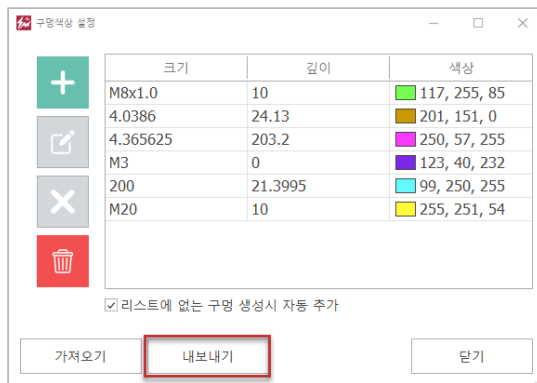 구멍색상 설정
크기 깊이 색상
M8x1.0 10 117, 255, 85
4.0386 24.13 201, 151, 0
4.365625 203.2 250, 57, 255
M3 0 123, 40, 232
200 21.3995 99, 250, 255
M20 10 255, 251, 54
리스트에 없는 구멍 생성시 자동 추가
가져오기 내보내기 닫기